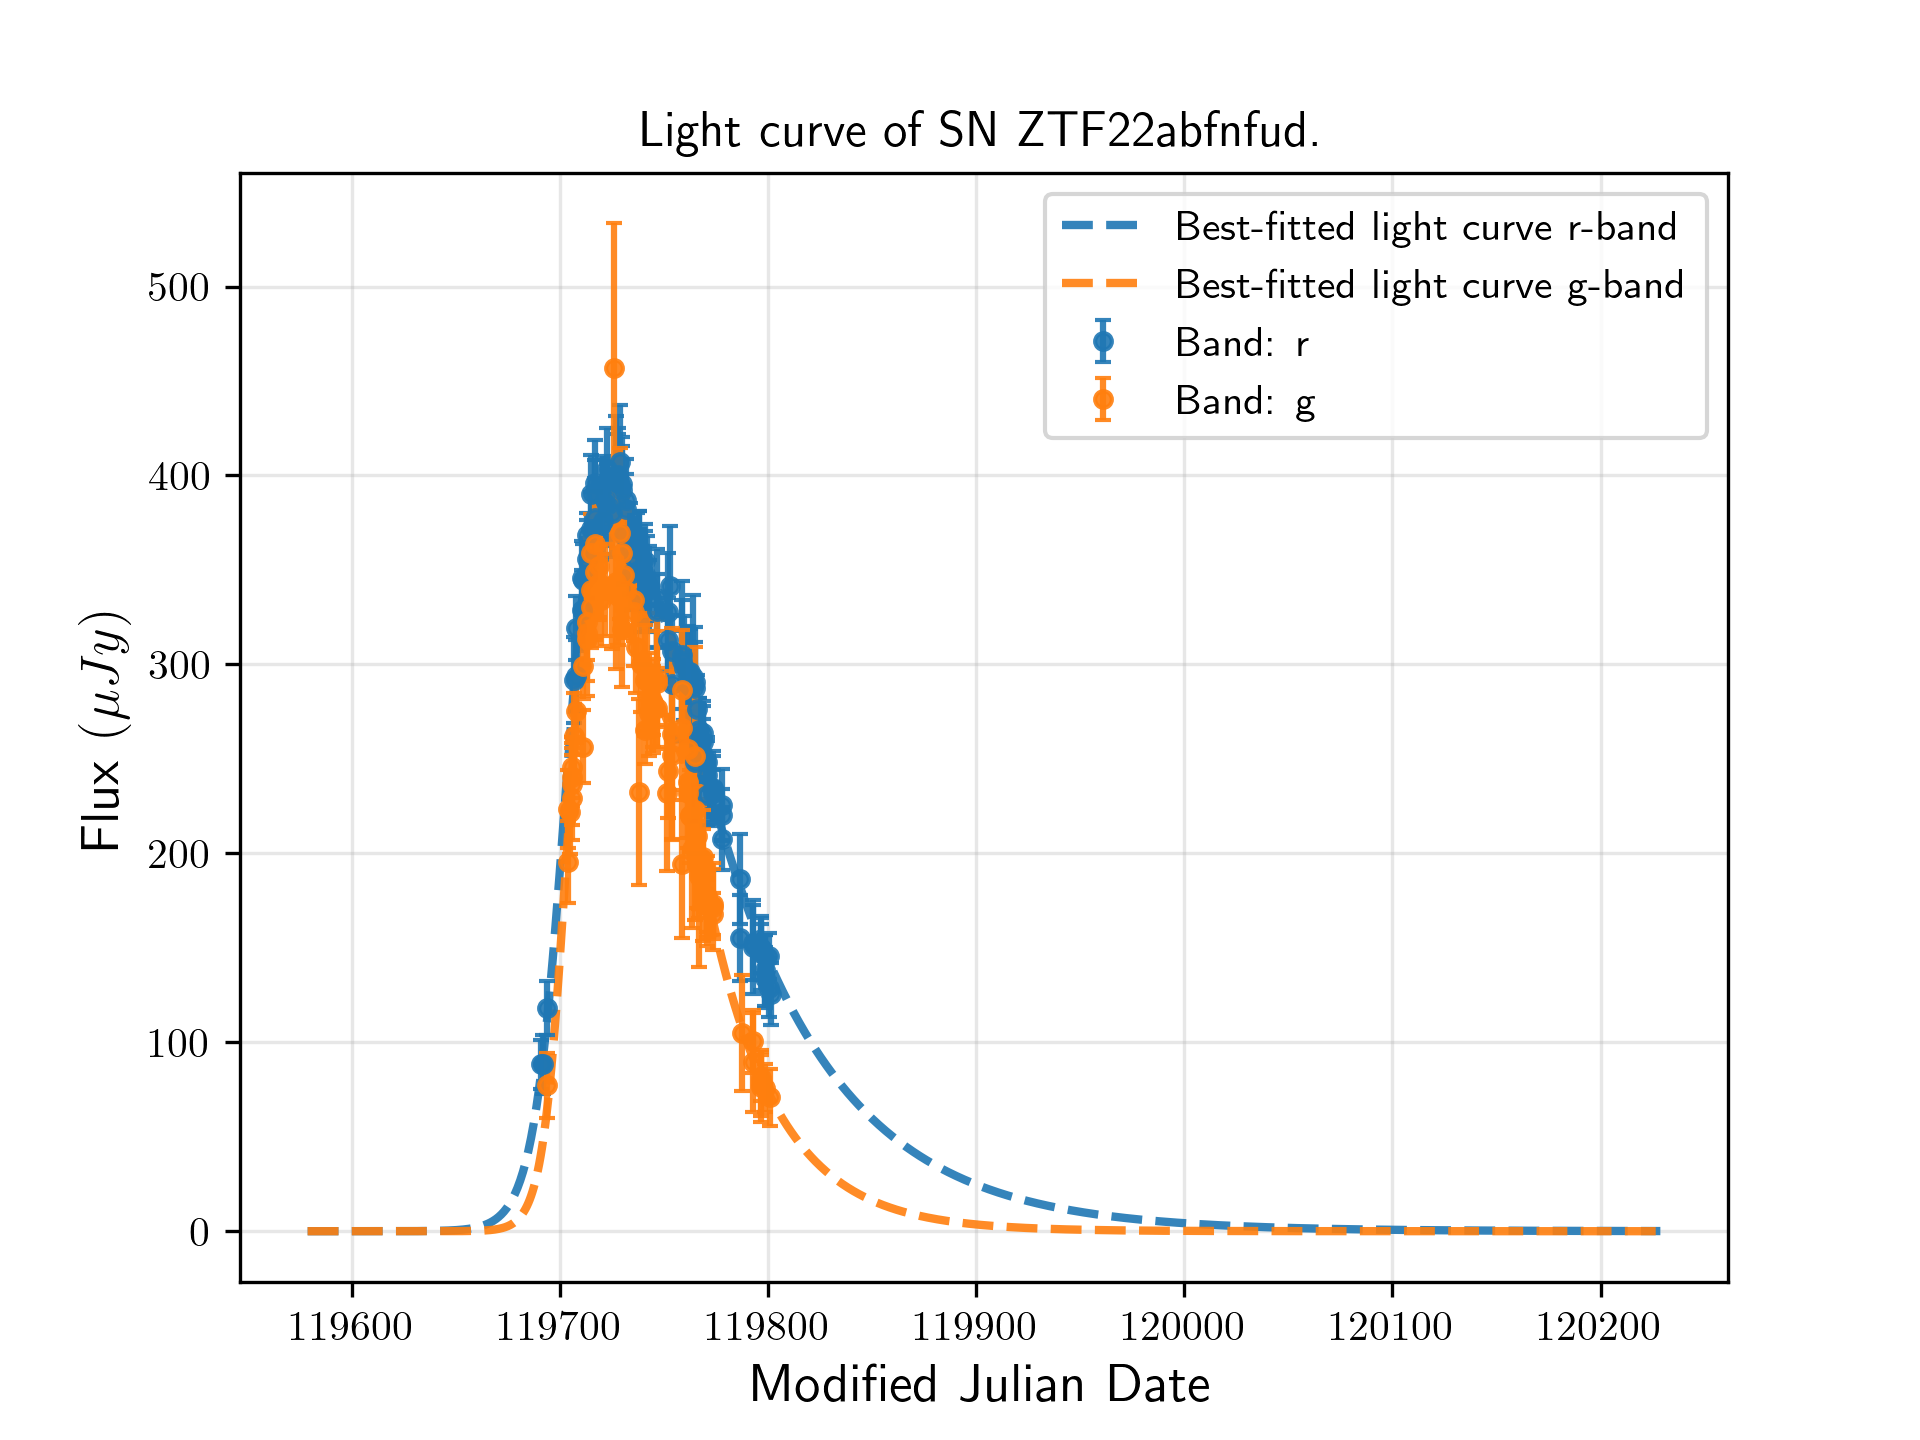 Light curve of SN ZTF22abfnfud.
Best-fitted light curve r-band
Best-fitted light curve g-band
Band: r
Band: g
500
400
300
200
100
0
Flux (μJy)
119600 119700 119800 119900 120000 120100 120200
Modified Julian Date